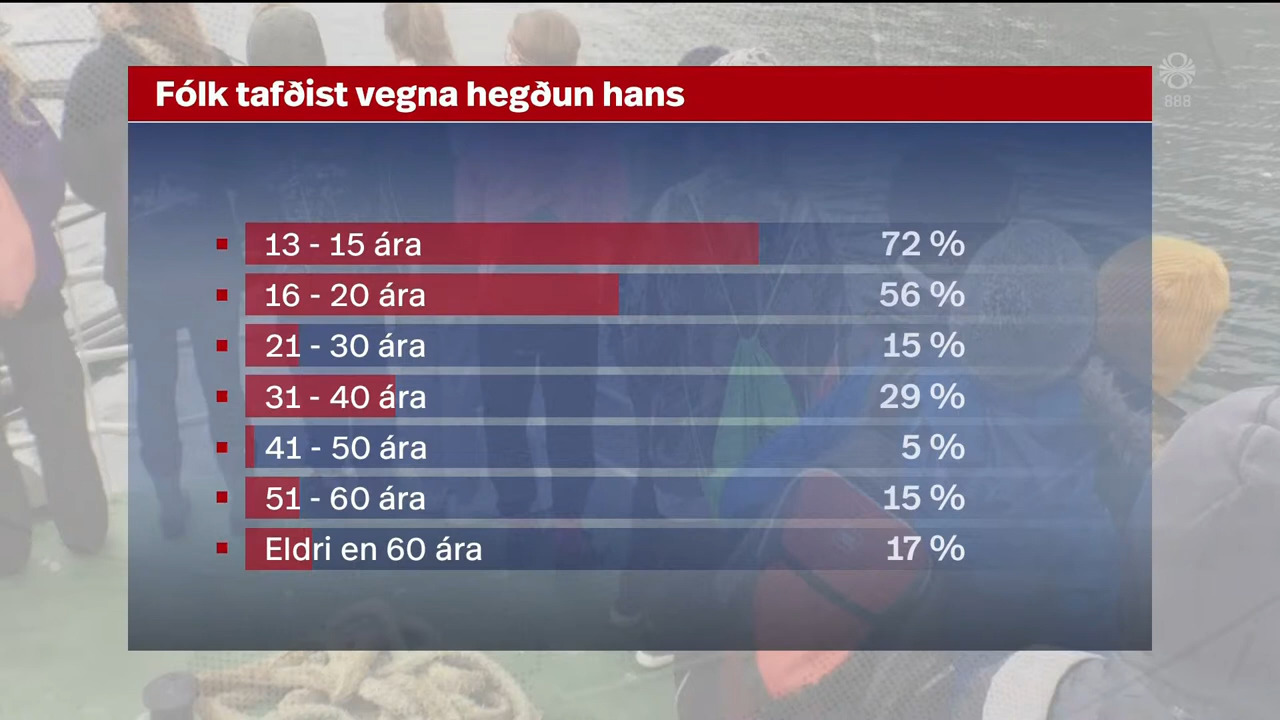 Fólk tafðist vegna hegðun hans
888
13 - 15 ára 72 %
16 - 20 ára 56 %
21 - 30 ára 15 %
31 - 40 ára 29 %
41 - 50 ára 5 %
51 - 60 ára 15 %
Eldri en 60 ára 17 %